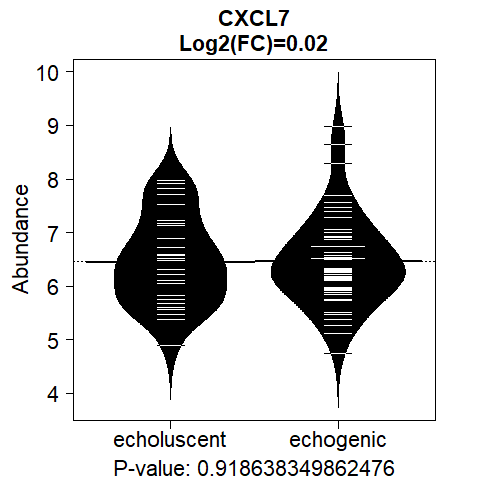 CXCL7
Log2(FC)=0.02
Abundance
10
9
8
7
6
5
4
echoluscent echogenic
P-value: 0.918638349862476